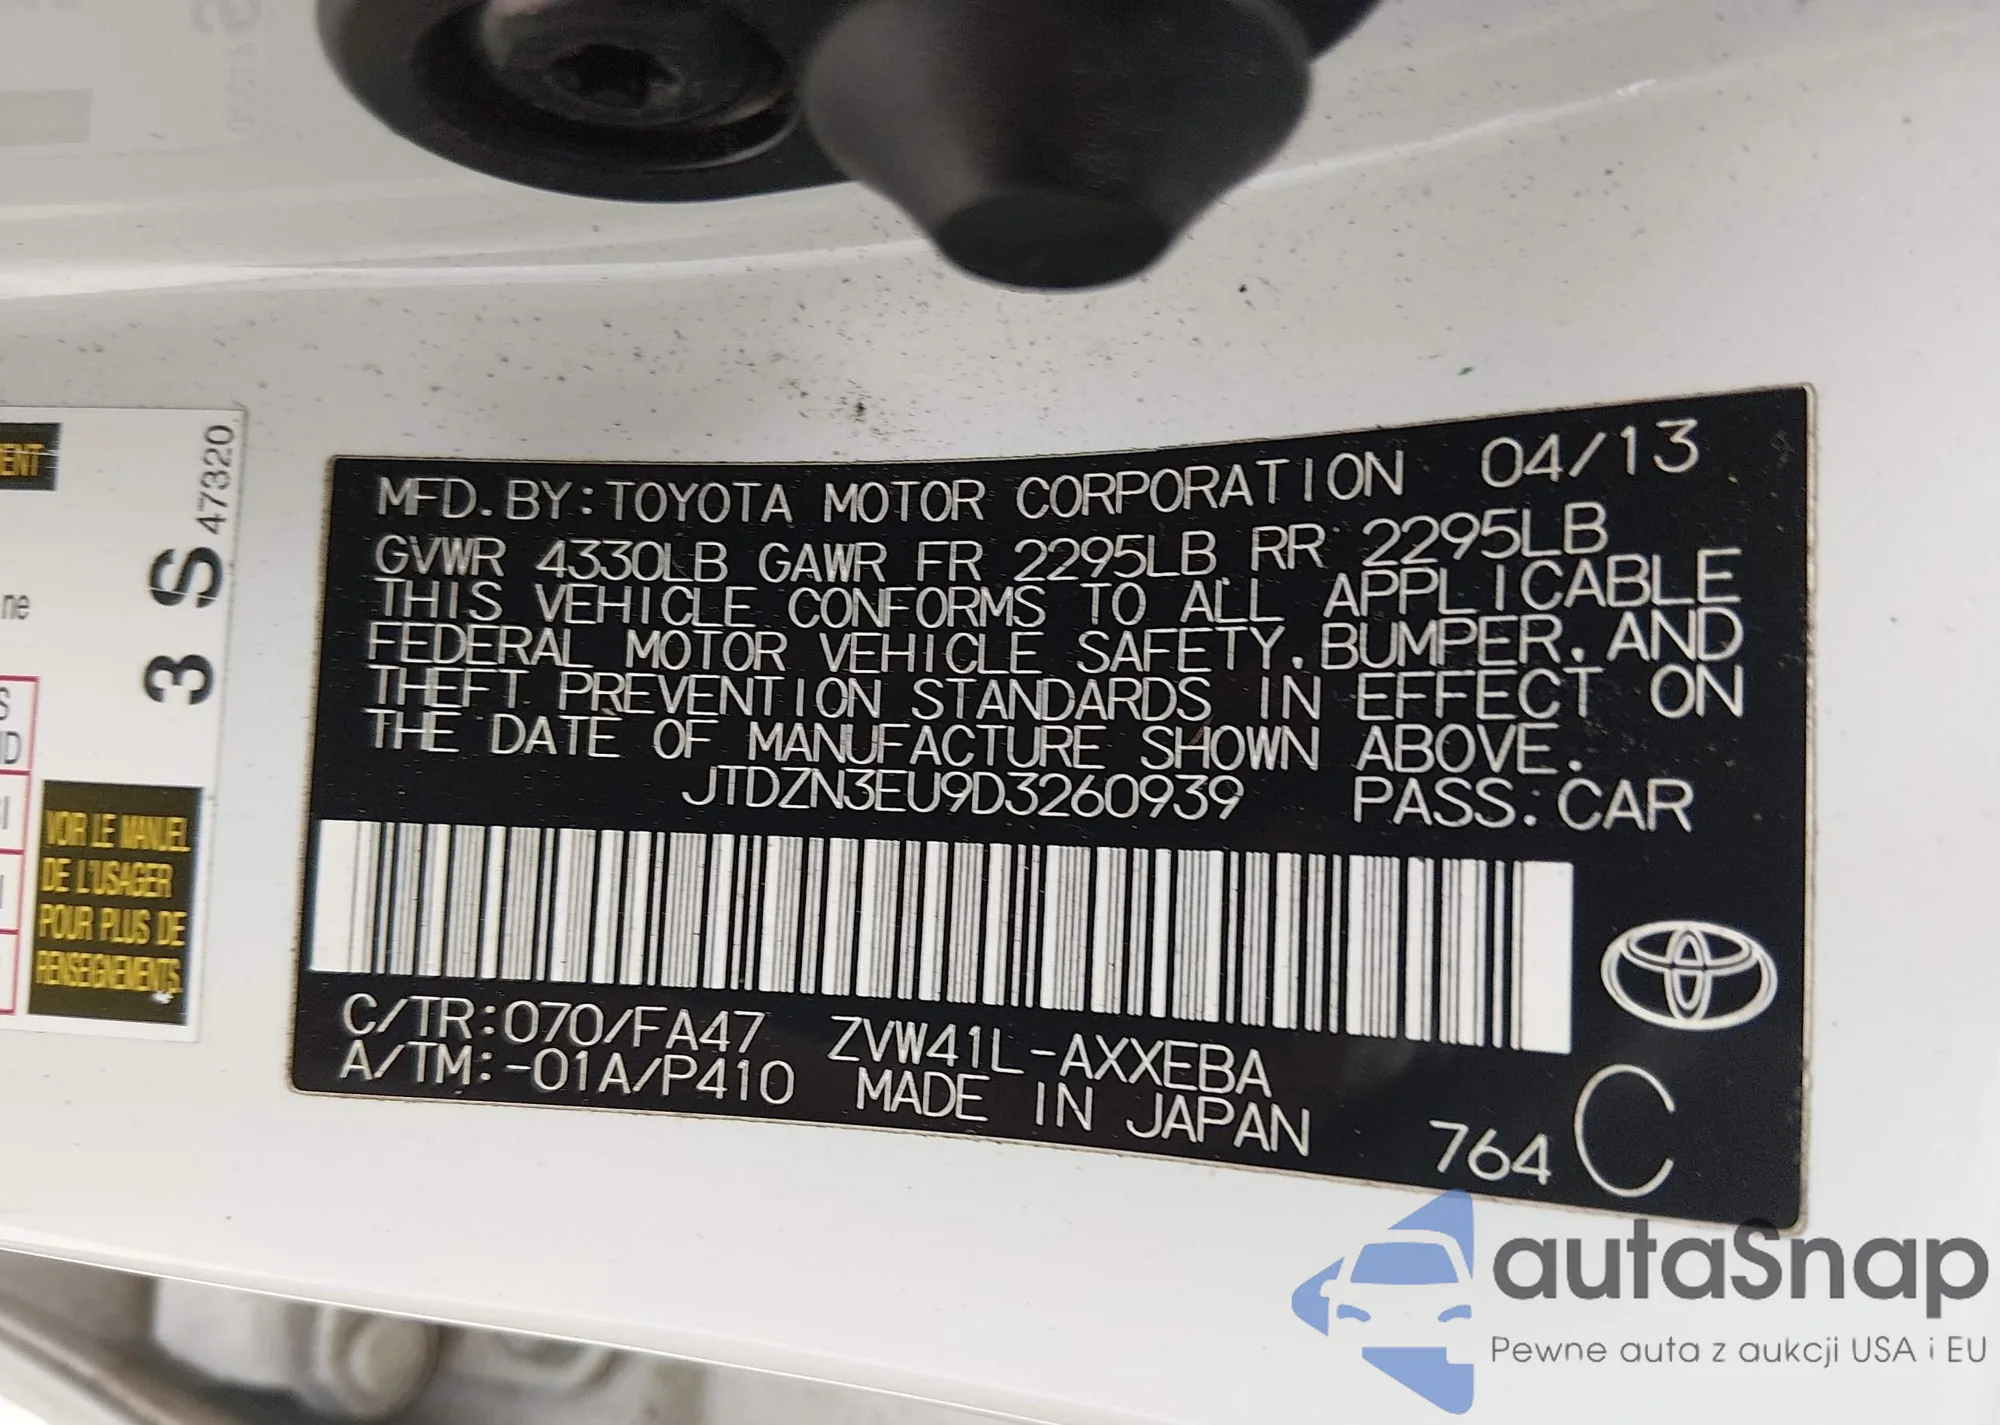 MFD. BY: TOYOTA MOTOR CORPORATION 04/13
GVWR 4330LB GAWR FR 2295LB RR 2295LB
THIS VEHICLE CONFORMS TO ALL APPLICABLE
FEDERAL MOTOR VEHICLE SAFETY. BUMPER. AND
THEFT PREVENTION STANDARDS IN EFFECT ON
THE DATE OF MANUFACTURE SHOWN ABOVE.
JTDZN3EU9D3260939 PASS. CAR
C/TR:070/FA47 ZVW41L-AXXEBA
A/TM:-01A/P410 MADE IN JAPAN
764 C
3 S 47320
VOIR LE MANUEL
DE L'USAGER
POUR PLUS DE
RENSEIGNEMENTS.
autaSnap
Pewne auta z aukcji USA i EU